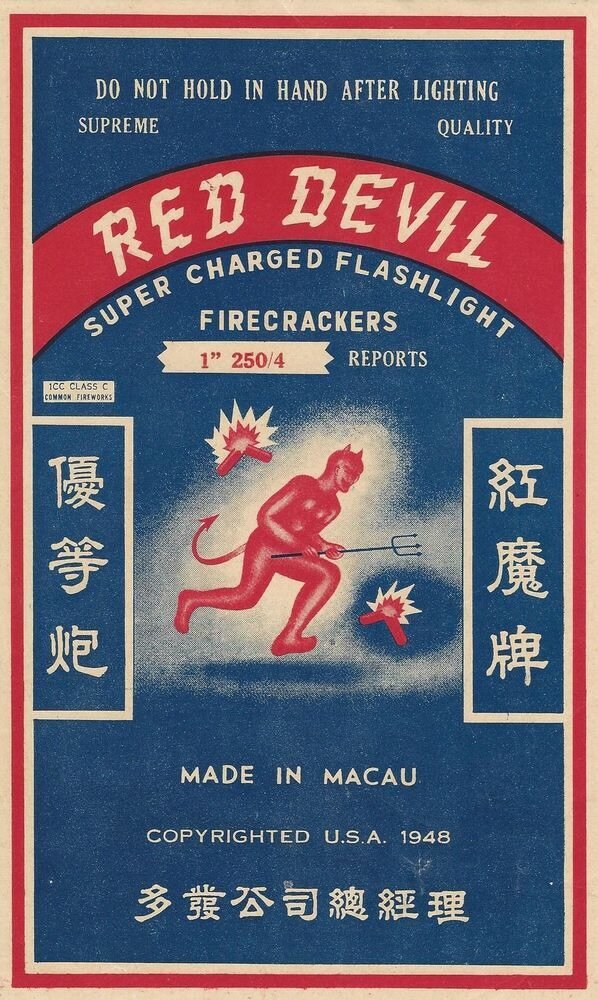 DO NOT HOLD IN HAND AFTER LIGHTING
SUPREME QUALITY
RED DEVIL
SUPER CHARGED FLASHLIGHT
FIRECRACKERS
1" 250/4 REPORTS
ICC CLASS C
COMMON FIREWORKS
紅魔牌
優等炮
MADE IN MACAU
COPYRIGHTED U.S.A. 1948
多發公司總經理